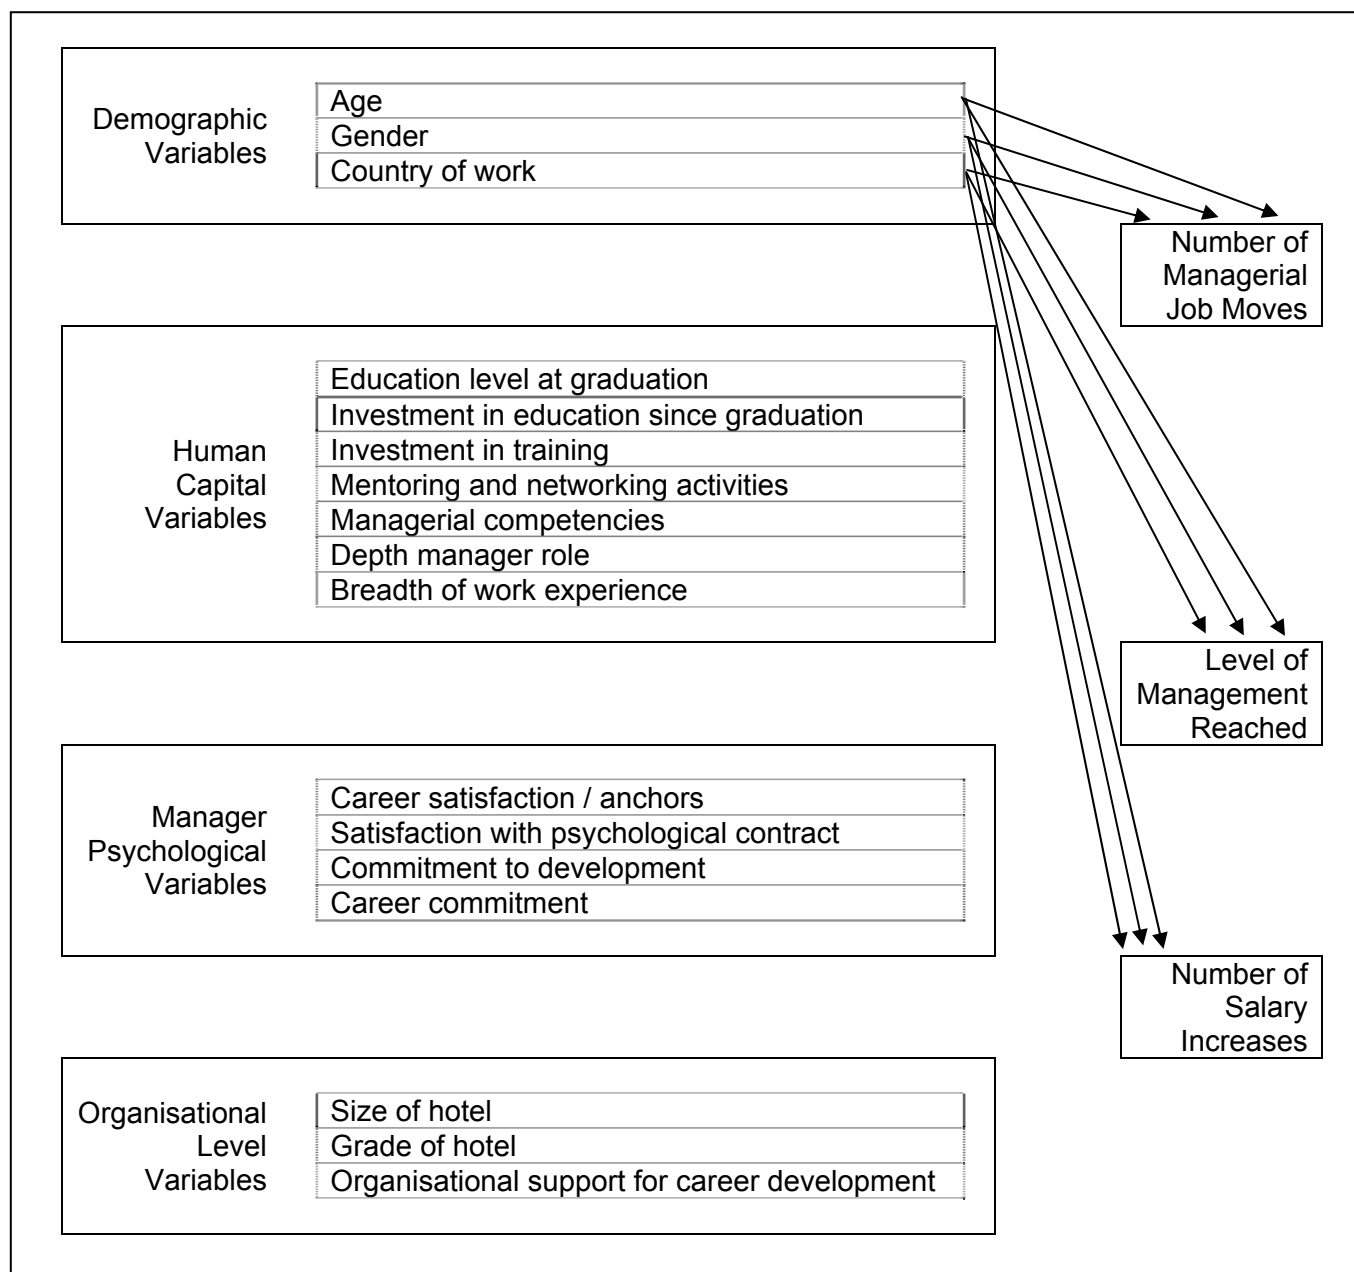 Demographic
Variables
Age
Gender
Country of work
Number of
Managerial
Job Moves
Human
Capital
Variables
Education level at graduation
Investment in education since graduation
Investment in training
Mentoring and networking activities
Managerial competencies
Depth manager role
Breadth of work experience
Level of
Management
Reached
Manager
Psychological
Variables
Career satisfaction / anchors
Satisfaction with psychological contract
Commitment to development
Career commitment
Number of
Salary
Increases
Organisational
Level
Variables
Size of hotel
Grade of hotel
Organisational support for career development